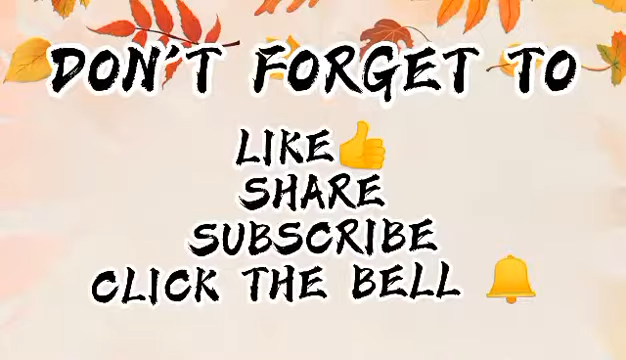 DON'T FORGET TO
LIKE👍
SHARE
SUBSCRIBE
CLICK THE BELL 🔔